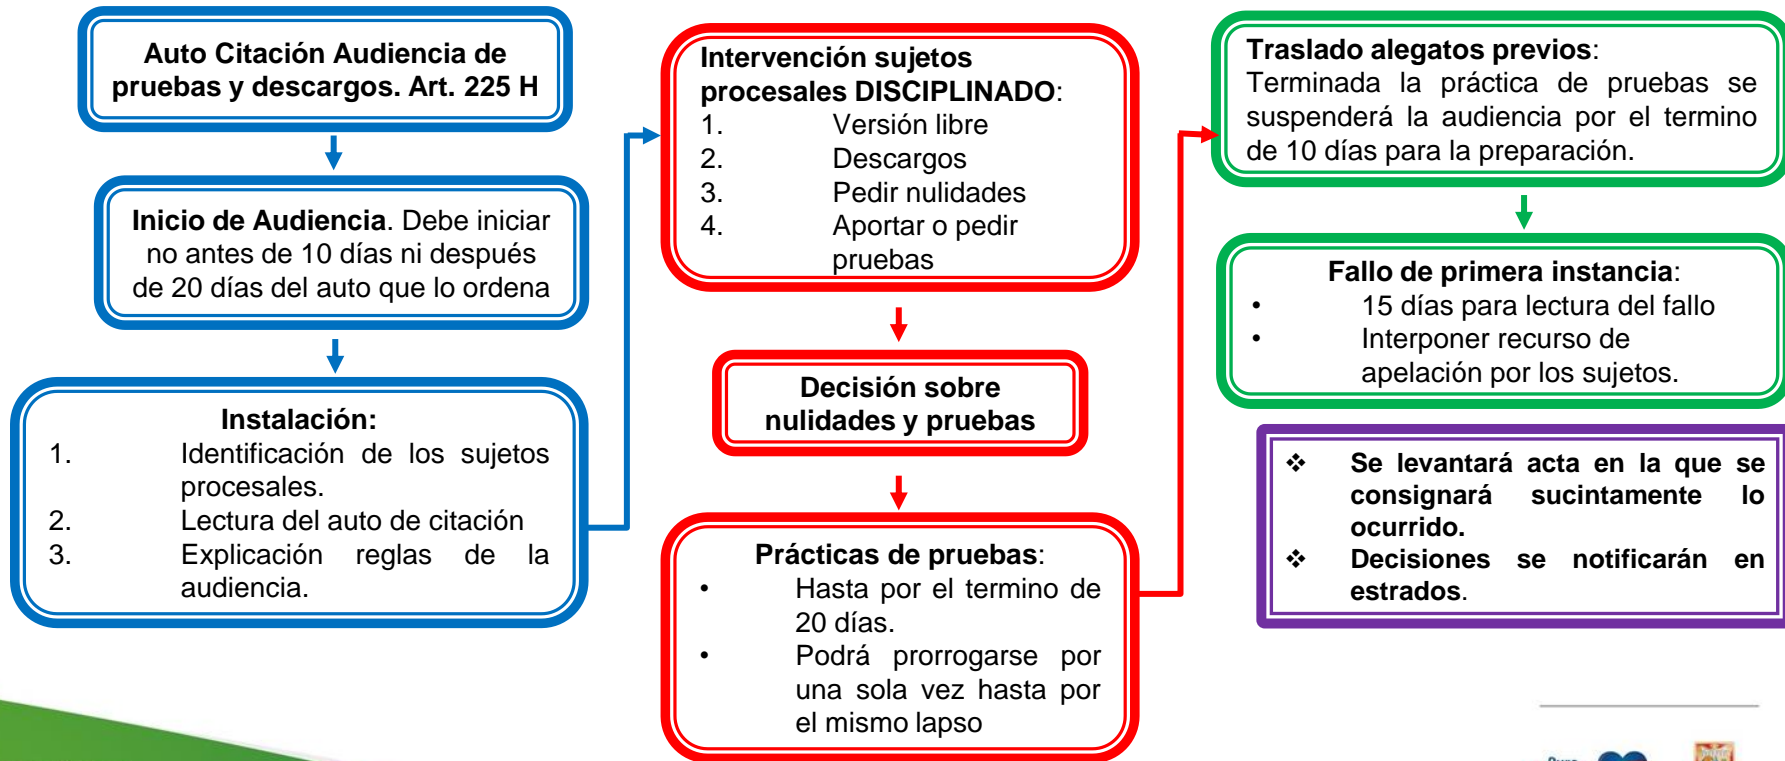 Auto Citación Audiencia de
pruebas y descargos. Art. 225 H
Inicio de Audiencia. Debe iniciar
no antes de 10 días ni después
de 20 días del auto que lo ordena
Instalación:
1. Identificación de los sujetos
procesales.
2. Lectura del auto de citación
3. Explicación reglas de la
audiencia.
Intervención sujetos
procesales DISCIPLINADO:
1. Versión libre
2. Descargos
3. Pedir nulidades
4. Aportar o pedir
pruebas
Decisión sobre
nulidades y pruebas
Prácticas de pruebas:
• Hasta por el termino de
20 días.
• Podrá prorrogarse por
una sola vez hasta por
el mismo lapso
Traslado alegatos previos:
Terminada la práctica de pruebas se
suspenderá la audiencia por el termino
de 10 días para la preparación.
Fallo de primera instancia:
• 15 días para lectura del fallo
• Interponer recurso de
apelación por los sujetos.
❖ Se levantará acta en la que se
consignará sucintamente lo
ocurrido.
❖ Decisiones se notificarán en
estrados.